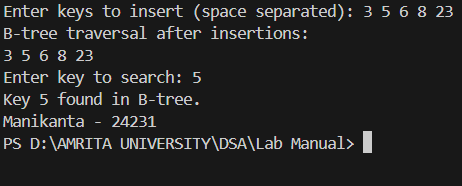 Enter keys to insert (space separated): 3 5 6 8 23
B-tree traversal after insertions:
3 5 6 8 23
Enter key to search: 5
Key 5 found in B-tree.
Manikanta - 24231
PS D:\AMRITA UNIVERSITY\DSA\Lab Manual>